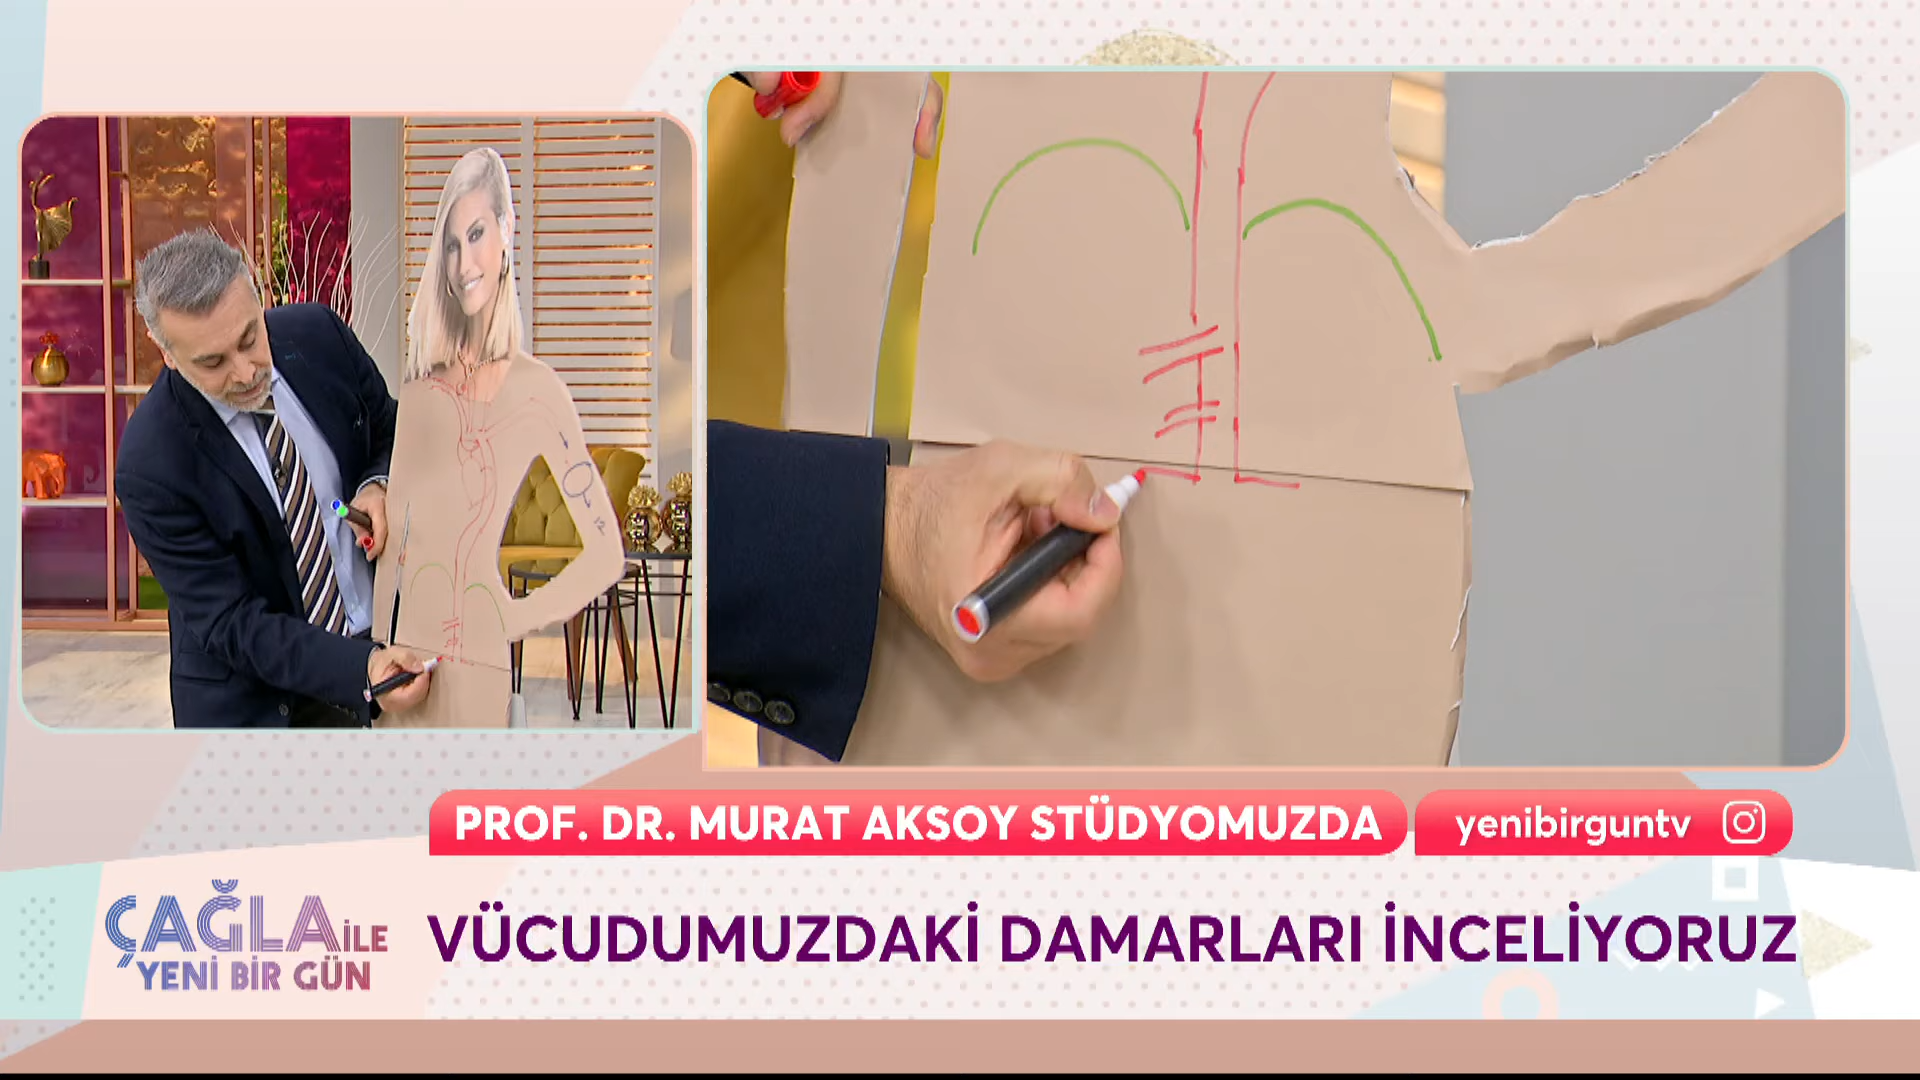 PROF. DR. MURAT AKSOY STÜDYOMUZDA
yenibirguntv
ÇAĞLA İLE
YENİ BİR GÜN
VÜCUDUMUZDAKİ DAMARLARI İNCELİYORUZ